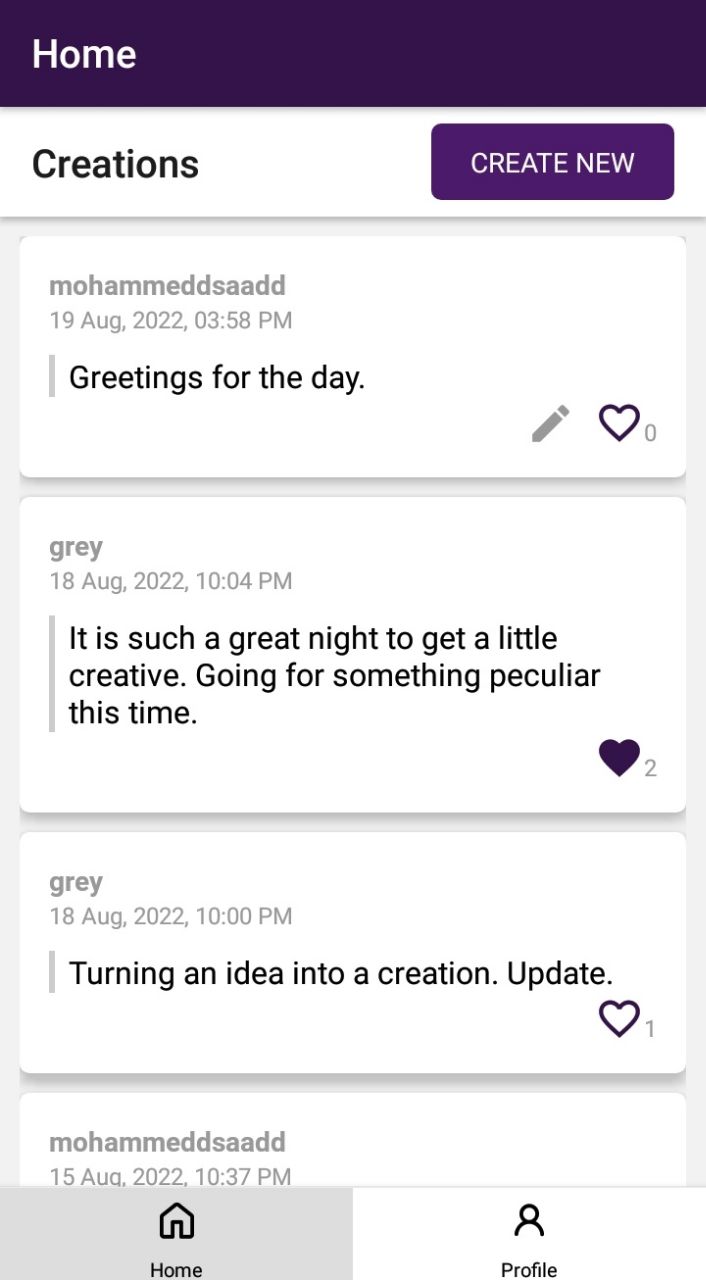 Home
Creations
CREATE NEW
mohammeddsaadd
19 Aug, 2022, 03:58 PM
Greetings for the day.
0
grey
18 Aug, 2022, 10:04 PM
It is such a great night to get a little
creative. Going for something peculiar
this time.
2
grey
18 Aug, 2022, 10:00 PM
Turning an idea into a creation. Update.
1
mohammeddsaadd
15 Aug, 2022, 10:37 PM
Home
Profile